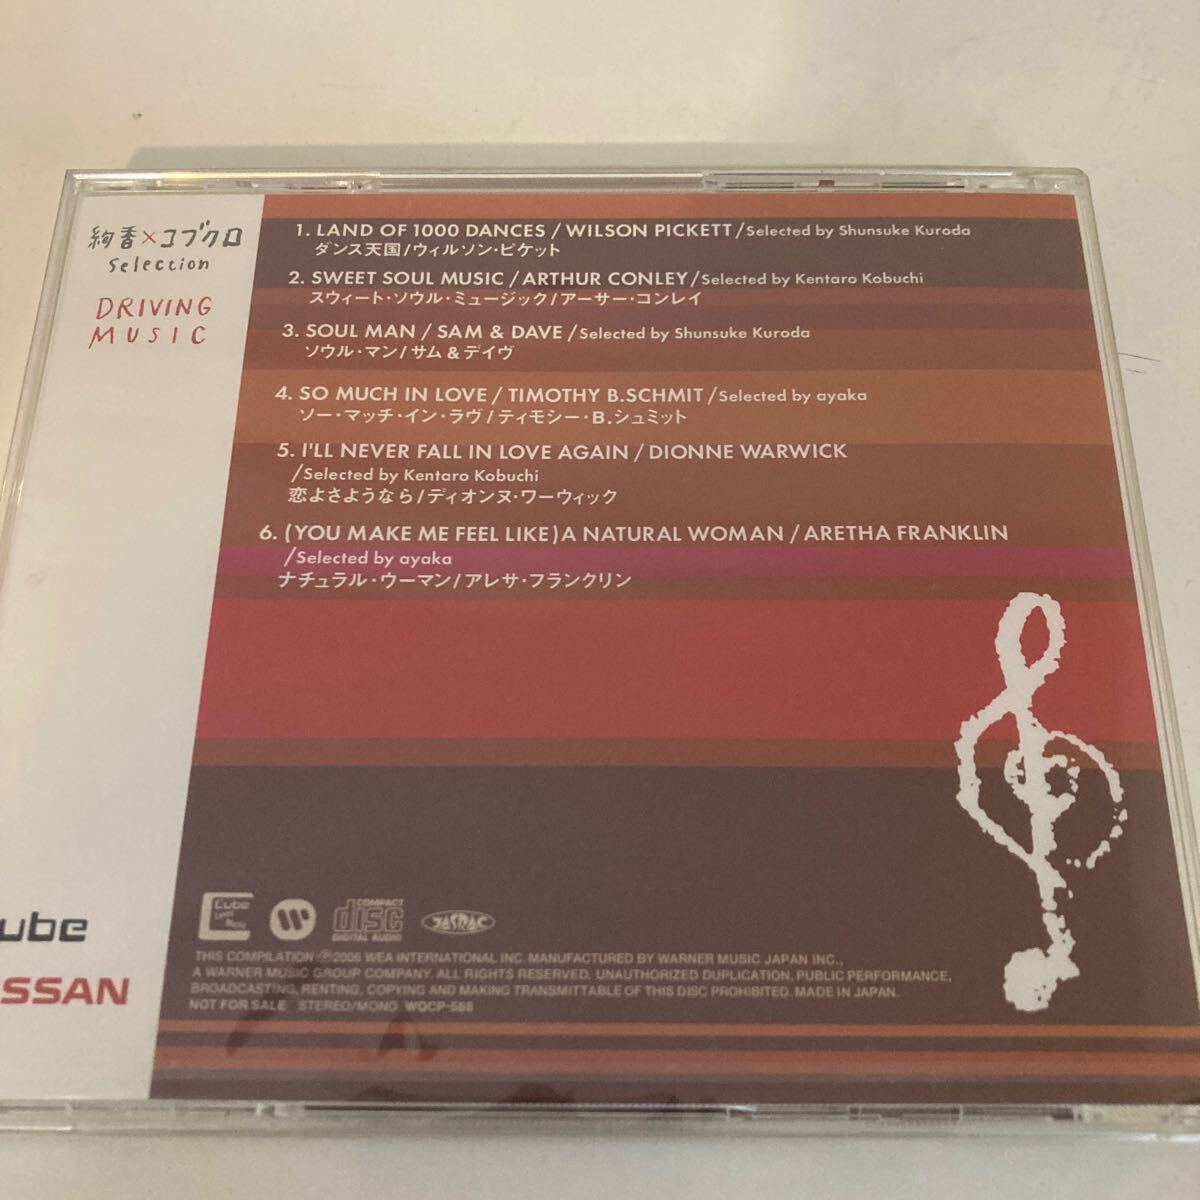 絢香×コブクロ
Selection
DRIVING
MUSIC
1. LAND OF 1000 DANCES / WILSON PICKETT / Selected by Shunsuke Kuroda
ダンス天国/ウィルソン・ピケット
2. SWEET SOUL MUSIC / ARTHUR CONLEY / Selected by Kentaro Kobuchi
スウィート・ソウル・ミュージック/アーサー・コンレイ
3. SOUL MAN / SAM & DAVE / Selected by Shunsuke Kuroda
ソウル・マン/サム&デイヴ
4. SO MUCH IN LOVE / TIMOTHY B.SCHMIT / Selected by ayaka
ソー・マッチ・イン・ラヴ/ティモシー・B.シュミット
5. I'LL NEVER FALL IN LOVE AGAIN / DIONNE WARWICK
/Selected by Kentaro Kobuchi
恋よさようなら/ディオンヌ・ワーウィック
6. (YOU MAKE ME FEEL LIKE) A NATURAL WOMAN / ARETHA FRANKLIN
/Selected by ayaka
ナチュラル・ウーマン/アレサ・フランクリン
Cube
COMPACT
disc
DIGITAL AUDIO
JASRAC
THIS COMPILATION Ⓟ2006 WEA INTERNATIONAL INC. MANUFACTURED BY WARNER MUSIC JAPAN INC.,
A WARNER MUSIC GROUP COMPANY. ALL RIGHTS RESERVED. UNAUTHORIZED DUPLICATION, PUBLIC PERFORMANCE,
BROADCASTING, RENTING, COPYING AND MAKING TRANSMITTABLE OF THIS DISC PROHIBITED. MADE IN JAPAN.
NOT FOR SALE STEREO/MONO WQCP-588
ube
SSAN